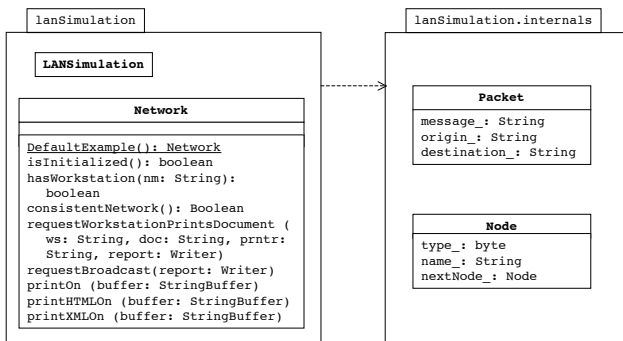 lanSimulation
LANSimulation
Network
DefaultExample(): Network
isInitialized(): boolean
hasWorkstation(nm: String):
boolean
consistentNetwork(): Boolean
requestWorkstationPrintsDocument (
ws: String, doc: String, prntr:
String, report: Writer)
requestBroadcast(report: Writer)
printOn (buffer: StringBuffer)
printHTMLOn (buffer: StringBuffer)
printXMLOn (buffer: StringBuffer)
lanSimulation.internals
Packet
message_: String
origin_: String
destination_: String
Node
type_: byte
name_: String
nextNode_: Node